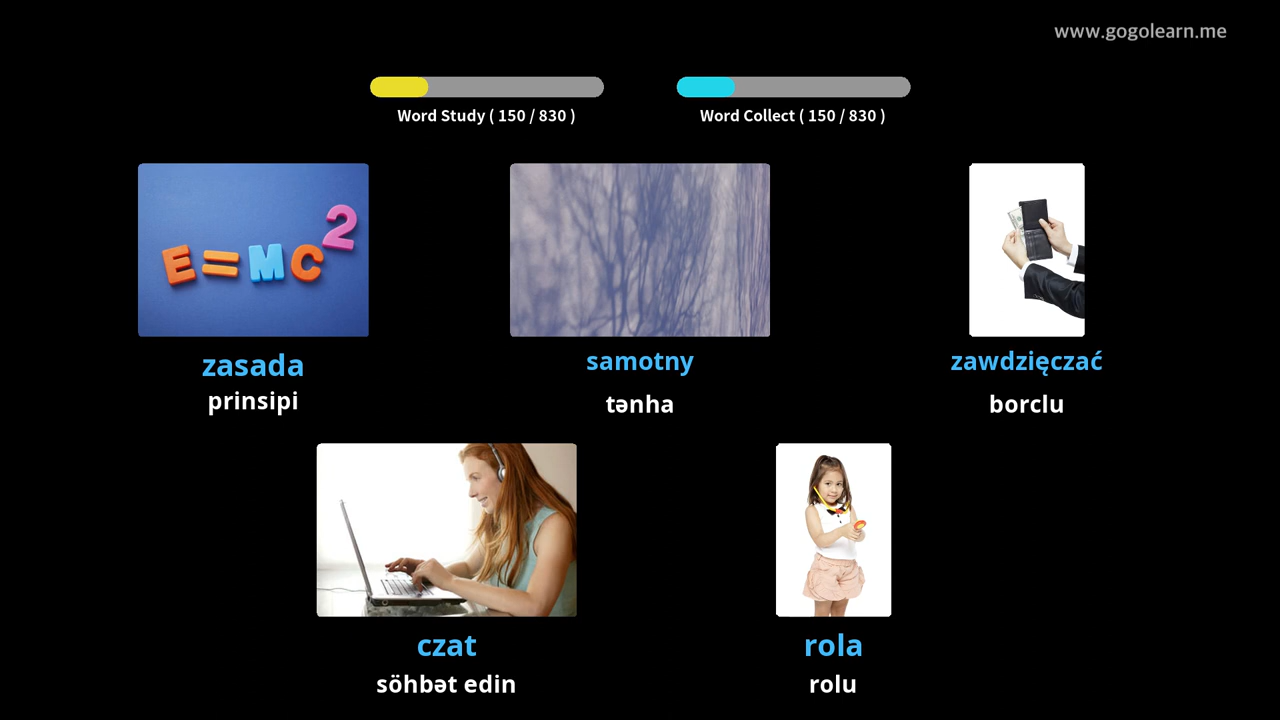 www.gogolearn.me
Word Study ( 150 / 830 )
Word Collect ( 150 / 830 )
E=MC2
zasada
prinsipi
samotny
tənha
zawdzięczać
borclu
czat
söhbət edin
rola
rolu